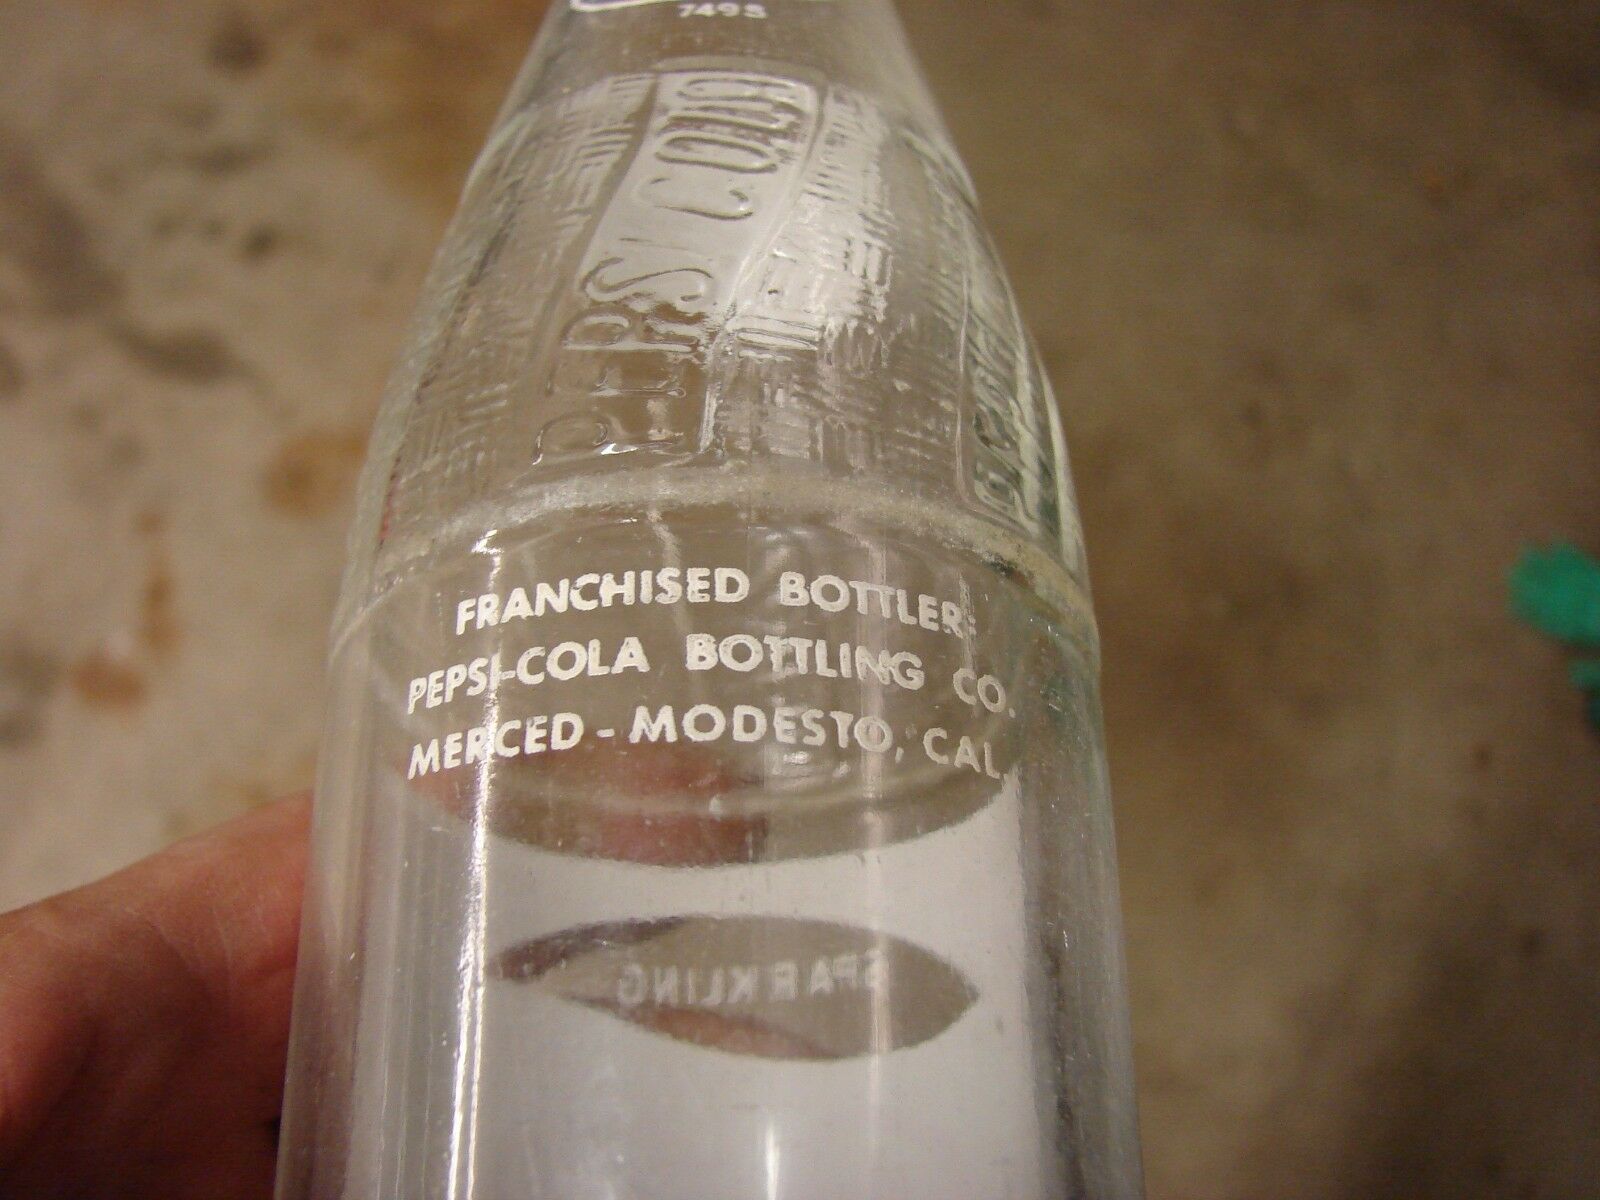 7495
PEPSI COLA
FRANCHISED BOTTLER:
PEPSI-COLA BOTTLING CO.
MERCED - MODESTO, CAL.
SPARKLING